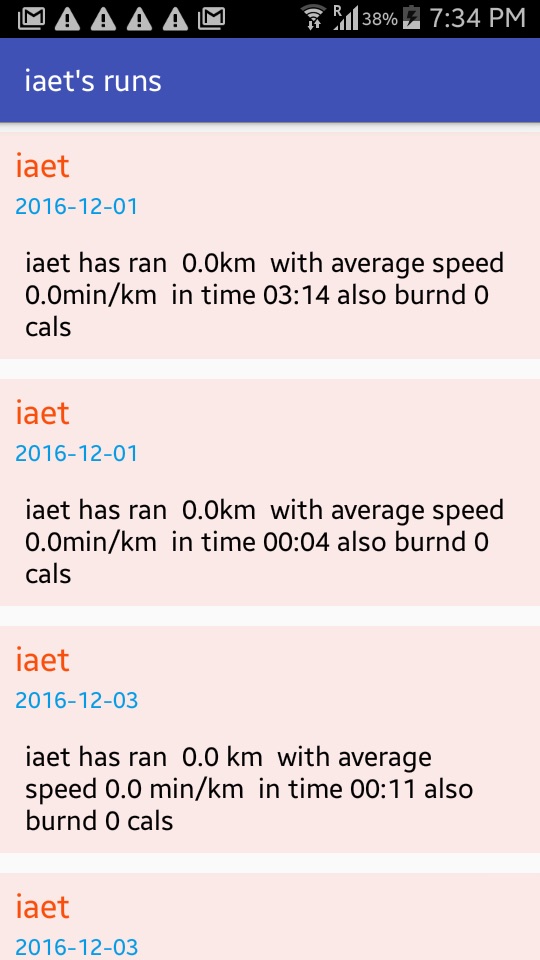 R 38% 7:34 PM
iaet's runs
iaet
2016-12-01
iaet has ran  0.0km  with average speed
0.0min/km  in time 03:14 also burnd 0
cals
iaet
2016-12-01
iaet has ran  0.0km  with average speed
0.0min/km  in time 00:04 also burnd 0
cals
iaet
2016-12-03
iaet has ran  0.0 km  with average
speed 0.0 min/km  in time 00:11 also
burnd 0 cals
iaet
2016-12-03